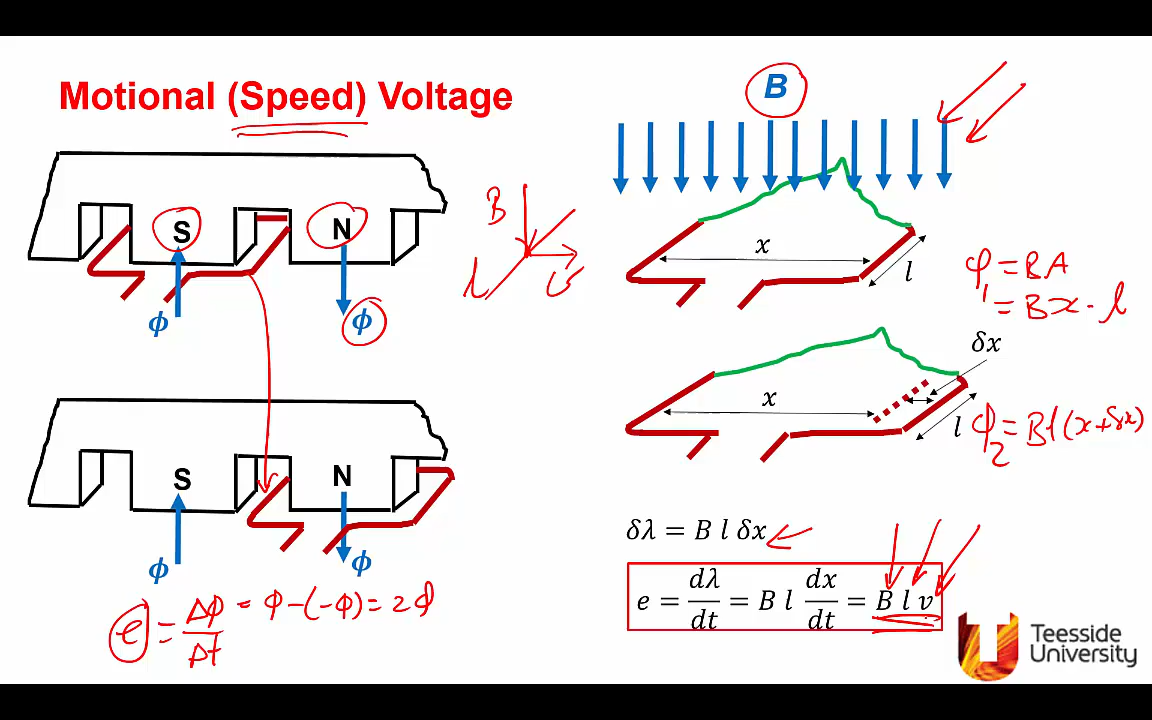 Motional (Speed) Voltage
S
N
ϕ
ϕ
S
N
ϕ
ϕ
e = Δφ/Δt = φ-(-φ) = 2φ
B
l
v
B
x
l
φ₁ = BA
= Bx·l
δx
x
l
φ₂ = Bl(x+δx)
δλ = B l δx
e = dλ/dt = B l dx/dt = B l v
Teesside
University